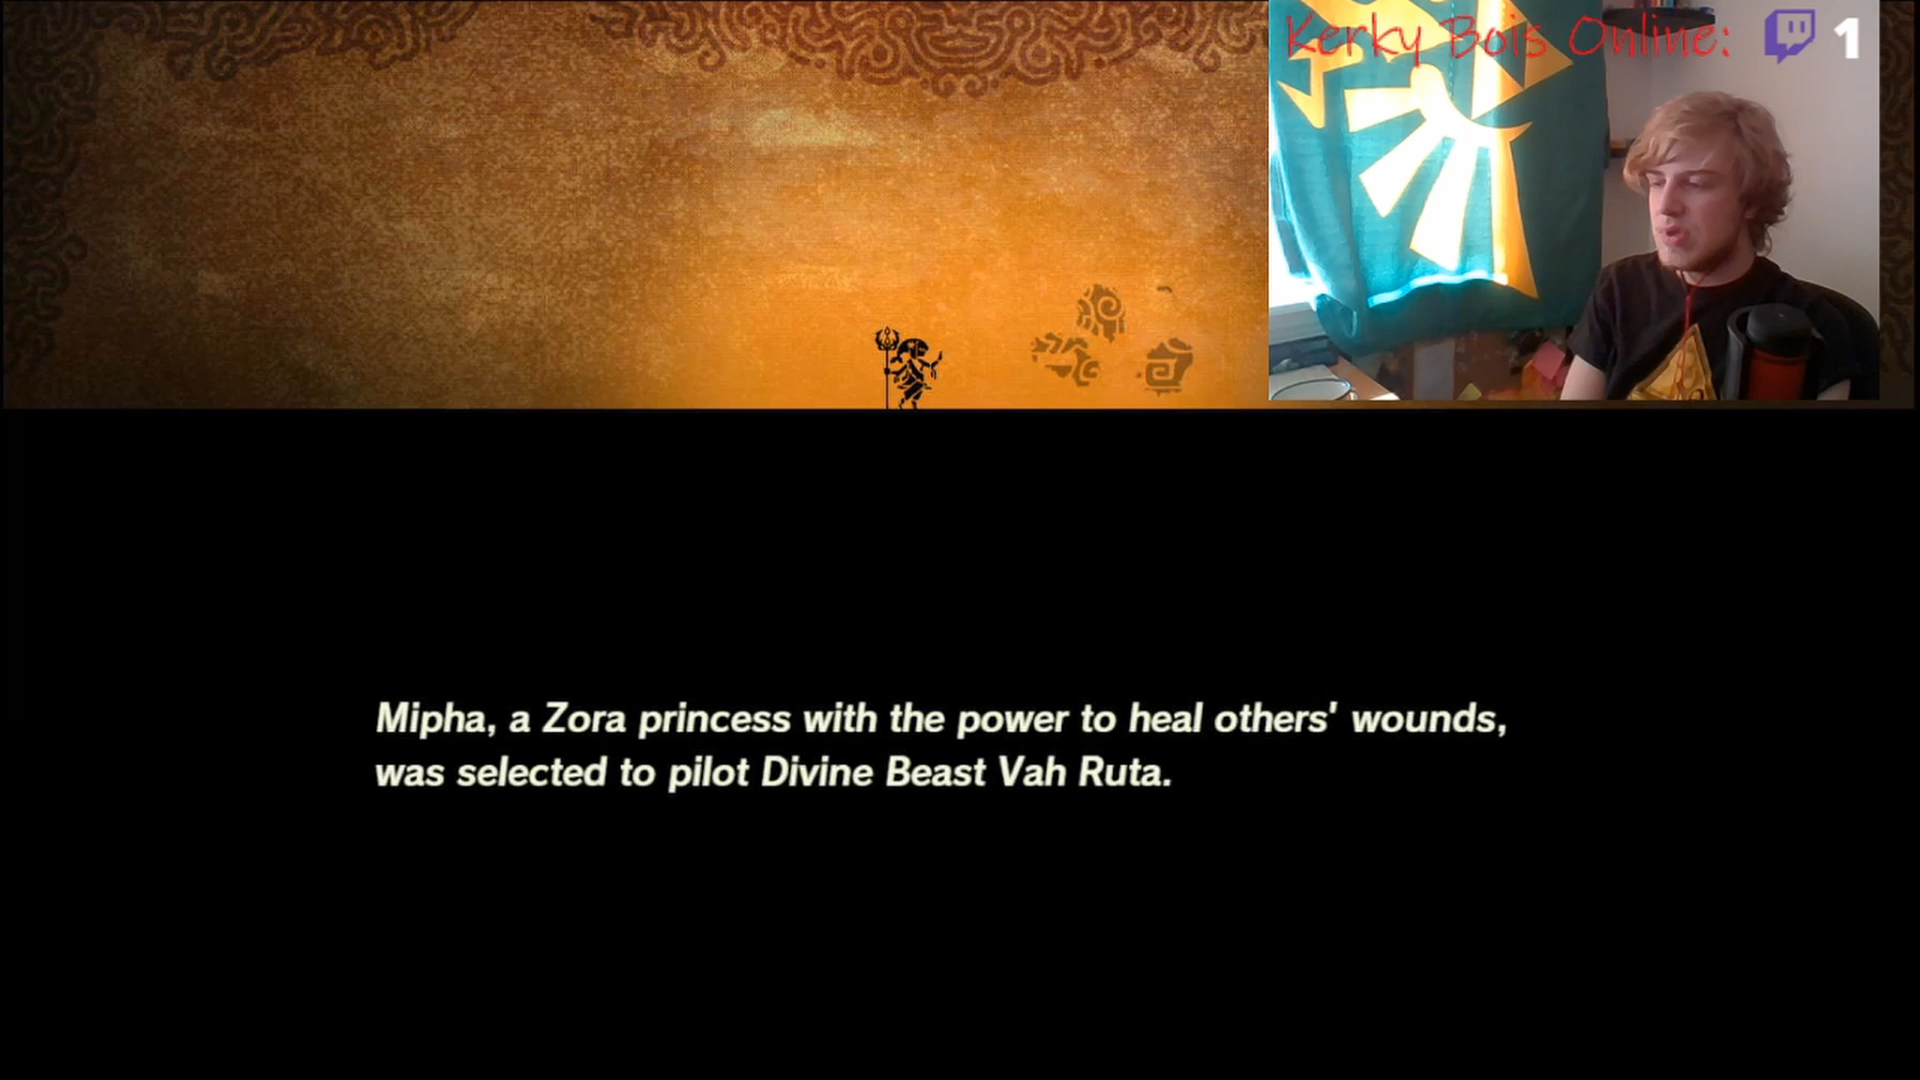 Kerky Bois Online: 1
Mipha, a Zora princess with the power to heal others' wounds,
was selected to pilot Divine Beast Vah Ruta.